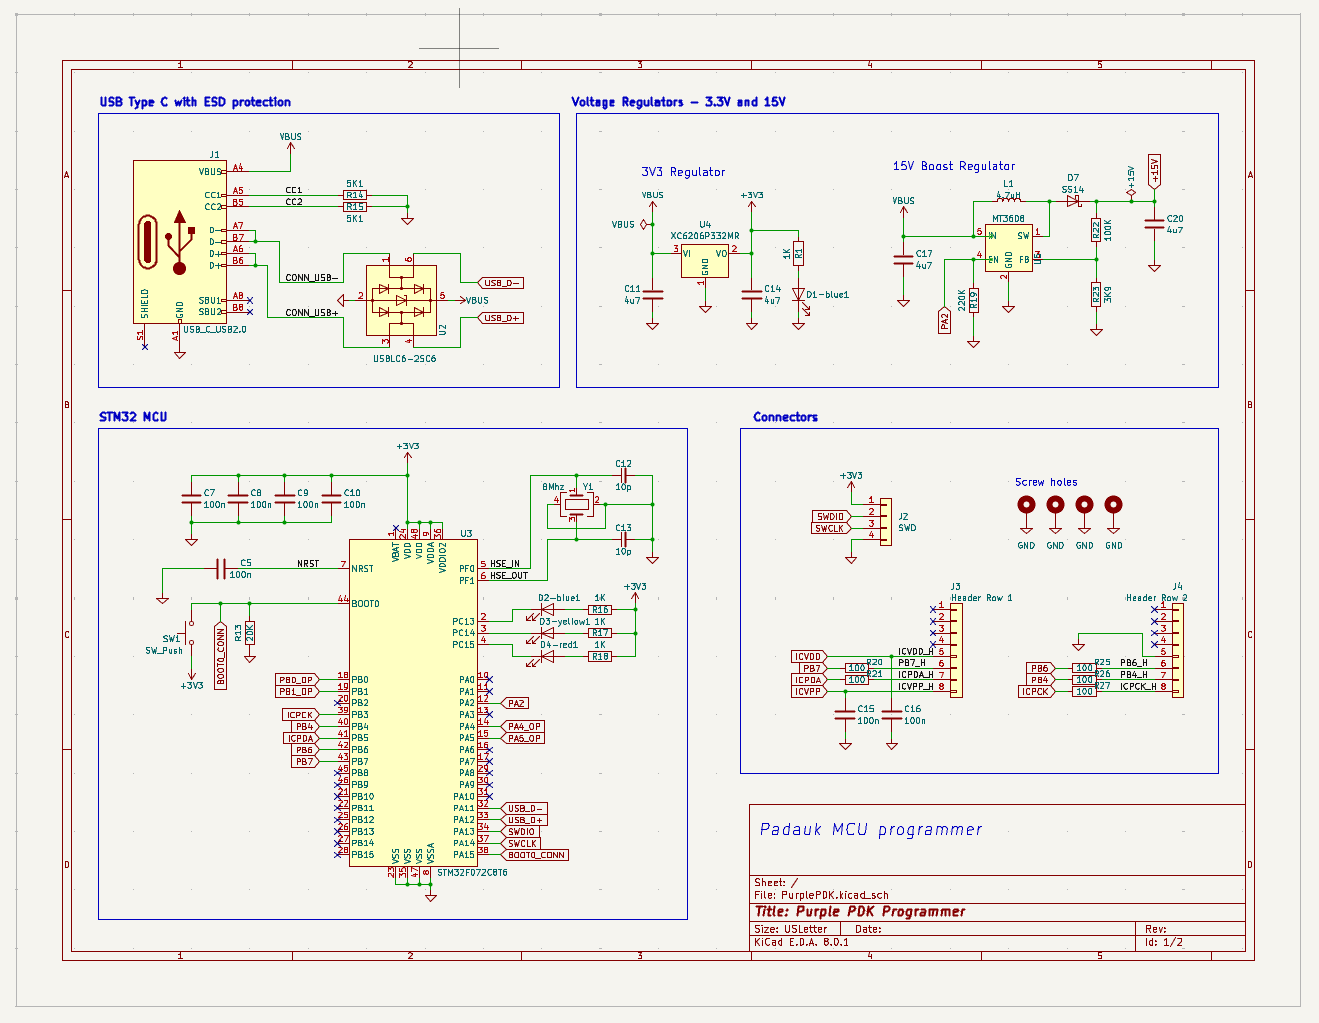 1 2 3 4 5
A A
B B
C C
D D
USB Type C with ESD protection
J1
VBUS
VBUS A4
CC1 A5 CC1 5K1 R14
CC2 B5 CC2 R15 5K1
D- A7
D- B7
D+ A6
D+ B6
SBU1 A8
SBU2 B8
SHIELD GND
S1 A1
USB_C_USB2.0
CONN_USB-
CONN_USB+
1 6
2 5
3 4
VBUS
U2
USBLC6-2SC6
USB_D-
USB_D+
Voltage Regulators - 3.3V and 15V
3V3 Regulator
VBUS
VBUS
+3V3
U4
XC6206P332MR
3 VI VO 2
GND
1
C11
4u7
C14
4u7
1K R1
D1-blue1
15V Boost Regulator
VBUS
C17
4u7
L1
4.7uH
MT3608
5 IN SW 1
4 EN FB
GND
2
PA2
220K R19
D7
SS14
+15V
+15V
R22 100K
R23 3K9
C20
4u7
STM32 MCU
+3V3
C7
100n
C8
100n
C9
100n
C10
100n
C5
100n
NRST
SW1
SW_Push
+3V3
BOOT0_CONN
R13 20K
U3
1 24 48 9 36
VBAT VDD VDD VDDA VDDIO2
7 NRST
44 BOOT0
18 PB0 PB0_OP
19 PB1 PB1_OP
20 PB2
39 PB3 ICPCK
40 PB4 PB4
41 PB5 ICPDA
42 PB6 PB6
43 PB7 PB7
45 PB8
46 PB9
21 PB10
22 PB11
25 PB12
26 PB13
27 PB14
28 PB15
PF0 5 HSE_IN
PF1 6 HSE_OUT
PC13 2
PC14 3
PC15 4
PA0 10
PA1 11
PA2 12 PA2
PA3 13
PA4 14 PA4_OP
PA5 15 PA5_OP
PA6 16
PA7 17
PA8 29
PA9 30
PA10 31
PA11 32 USB_D-
PA12 33 USB_D+
PA13 34 SWDIO
PA14 37 SWCLK
PA15 38 BOOT0_CONN
VSS VSS VSS VSSA
23 35 47 8
STM32F072C8T6
C12
10p
8Mhz Y1
1
4 2
3
C13
10p
+3V3
D2-blue1 1K R16
D3-yellow1 1K R17
D4-red1 1K R18
Connectors
+3V3
SWDIO
SWCLK
1
2
3
4
J2
SWD
Screw holes
GND GND GND GND
J3
Header Row 1
1
2
3
4
5
6
7
8
ICVDD ICVDD_H
PB7 100 R20 PB7_H
ICPDA 100 R21 ICPDA_H
ICVPP ICVPP_H
C15
100n
C16
100n
J4
Header Row 2
1
2
3
4
5
6
7
8
PB6 100 R25 PB6_H
PB4 100 R26 PB4_H
ICPCK 100 R27 ICPCK_H
Padauk MCU programmer
Sheet: /
File: PurplePDK.kicad_sch
Title: Purple PDK Programmer
Size: USLetter Date: Rev:
KiCad E.D.A. 8.0.1 Id: 1/2
1 2 3 4 5